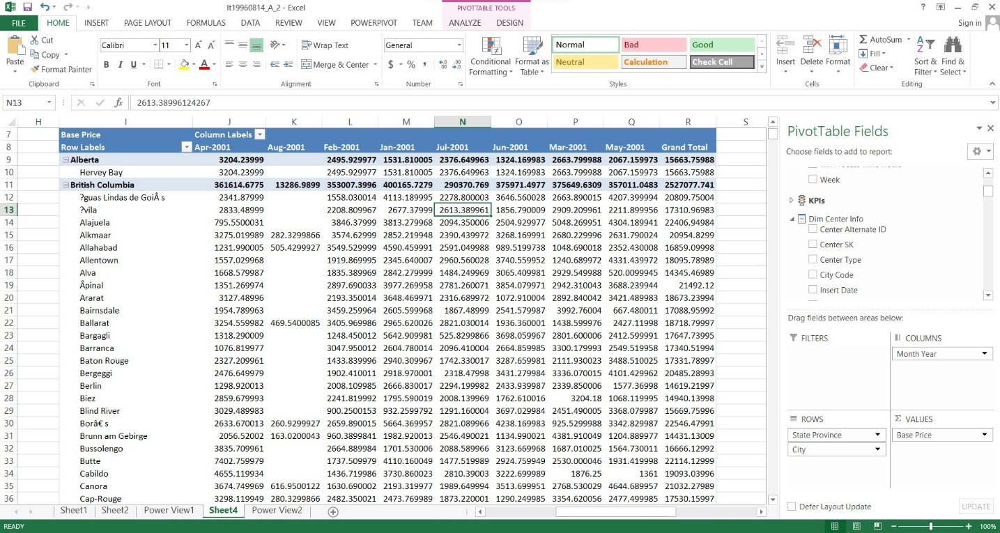 lt19960814_A_2 - Excel
PIVOTTABLE TOOLS
FILE HOME INSERT PAGE LAYOUT FORMULAS DATA REVIEW VIEW POWERPIVOT TEAM ANALYZE DESIGN
Sign in
Paste
Cut
Copy
Format Painter
Clipboard
Calibri 11
B I U
Font
Wrap Text
Merge & Center
Alignment
General
$ % ,
Number
Conditional Formatting
Format as Table
Normal Bad Good
Neutral Calculation Check Cell
Styles
Insert Delete Format
Cells
AutoSum
Fill
Clear
Sort & Filter
Find & Select
Editing
N13 fx 2613.38996124267
H I J K L M N O P Q R S
7 Base Price Column Labels
8 Row Labels Apr-2001 Aug-2001 Feb-2001 Jan-2001 Jul-2001 Jun-2001 Mar-2001 May-2001 Grand Total
9 Alberta 3204.23999 2495.929977 1531.810005 2376.649963 1324.169983 2663.799988 2067.159973 15663.75988
10 Hervey Bay 3204.23999 2495.929977 1531.810005 2376.649963 1324.169983 2663.799988 2067.159973 15663.75988
11 British Columbia 361614.6775 13286.9899 353007.3996 400165.7279 290370.769 375971.4977 375649.6309 357011.0483 2527077.741
12 ?guas Lindas de GoiÂ s 2341.87999 1558.030014 4113.189995 2278.800003 3646.560028 2663.890015 4207.399994 20809.75004
13 ?vila 2833.48999 2208.809967 2677.37999 2613.389961 1856.790009 2909.209961 2211.899956 17310.96983
14 Alajuela 795.5500031 3846.37999 3813.279968 2094.350006 2504.929977 5048.269951 4304.189941 22406.94984
15 Alkmaar 3275.019989 282.3299866 3574.62999 2852.219948 2390.439972 3268.169991 2680.229996 2631.790024 20954.8299
16 Allahabad 1231.990005 505.4299927 3549.529999 4590.459991 2591.049988 989.5199738 1048.690018 2352.430008 16859.09998
17 Allentown 1557.029968 1919.869995 2345.640007 2960.560028 3740.559952 1240.689972 4331.439972 18095.78989
18 Alva 1668.579987 1835.389969 2842.279999 1484.249969 3065.409981 2929.549988 520.0099945 14345.46989
19 Âpinal 1351.269974 2897.690033 3977.269958 2781.260071 3854.079971 2942.310043 3688.239944 21492.12
20 Ararat 3127.48996 2193.350014 3648.469971 2316.689972 1072.910004 2892.840042 3421.489983 18673.23994
21 Bairnsdale 1954.789963 3459.259964 2605.599968 1867.48999 2541.579987 3992.76004 667.480011 17088.95992
22 Ballarat 3254.559982 469.5400085 3405.969986 2965.620026 2821.030014 1936.360001 1438.599976 2427.11998 18718.79997
23 Bargagli 1318.290009 1248.450012 5642.909981 525.8299866 3698.059967 2801.600006 2412.599991 17647.73995
24 Barranca 1076.819977 3047.950012 2604.780014 2096.410004 2664.859985 3300.179993 2549.519958 17340.51994
25 Baton Rouge 2327.209961 1433.839996 2940.309967 1742.330017 3287.659981 2111.930023 3488.510025 17331.78997
26 Bergeggi 2476.649979 1902.410011 2918.970001 2318.47998 3431.279984 3336.070015 4101.429962 20485.28993
27 Berlin 1298.920013 2008.109985 2666.830017 2294.199982 2433.939987 2339.850006 1577.36998 14619.21997
28 Biez 2859.679993 2241.819992 1795.590019 2008.139969 1762.610016 3204.18 1068.119995 14940.13998
29 Blind River 3029.489983 900.2500153 932.2599792 1291.160004 3697.029984 2451.490005 3368.079987 15669.75996
30 Borâ€ s 2633.670013 260.9299927 2659.890015 5664.369957 2821.089966 4238.169983 925.5299988 3342.829987 22546.47991
31 Brunn am Gebirge 2056.52002 163.0200043 960.3899841 1982.920013 2546.490021 1134.990021 4381.910049 1204.889977 14431.13009
32 Bussolengo 3835.709961 2664.889984 1701.530006 2088.589966 3123.669968 1687.010025 1564.730011 16666.12992
33 Butte 7402.759979 1737.509979 4110.160049 1477.519989 2924.759949 2530.000046 1931.419998 22114.12999
34 Cabildo 4655.119934 1436.719986 3730.860023 2810.39003 3222.699989 1876.25 1361 19093.03996
35 Canora 3674.749969 616.9500122 1630.690002 2193.319977 1989.649994 3513.699951 2768.530029 4644.689957 21032.27989
36 Cap-Rouge 3298.119949 280.3299866 2482.350021 2473.769989 1873.220001 1290.249985 3354.620056 2477.499985 17530.15997
Sheet1 Sheet2 Power View1 Sheet4 Power View2
READY
100%
PivotTable Fields
Choose fields to add to report:
Week
KPIs
Dim Center Info
Center Alternate ID
Center SK
Center Type
City Code
Insert Date
Drag fields between areas below:
FILTERS
COLUMNS
Month Year
ROWS
State Province
City
Σ VALUES
Base Price
Defer Layout Update
UPDATE